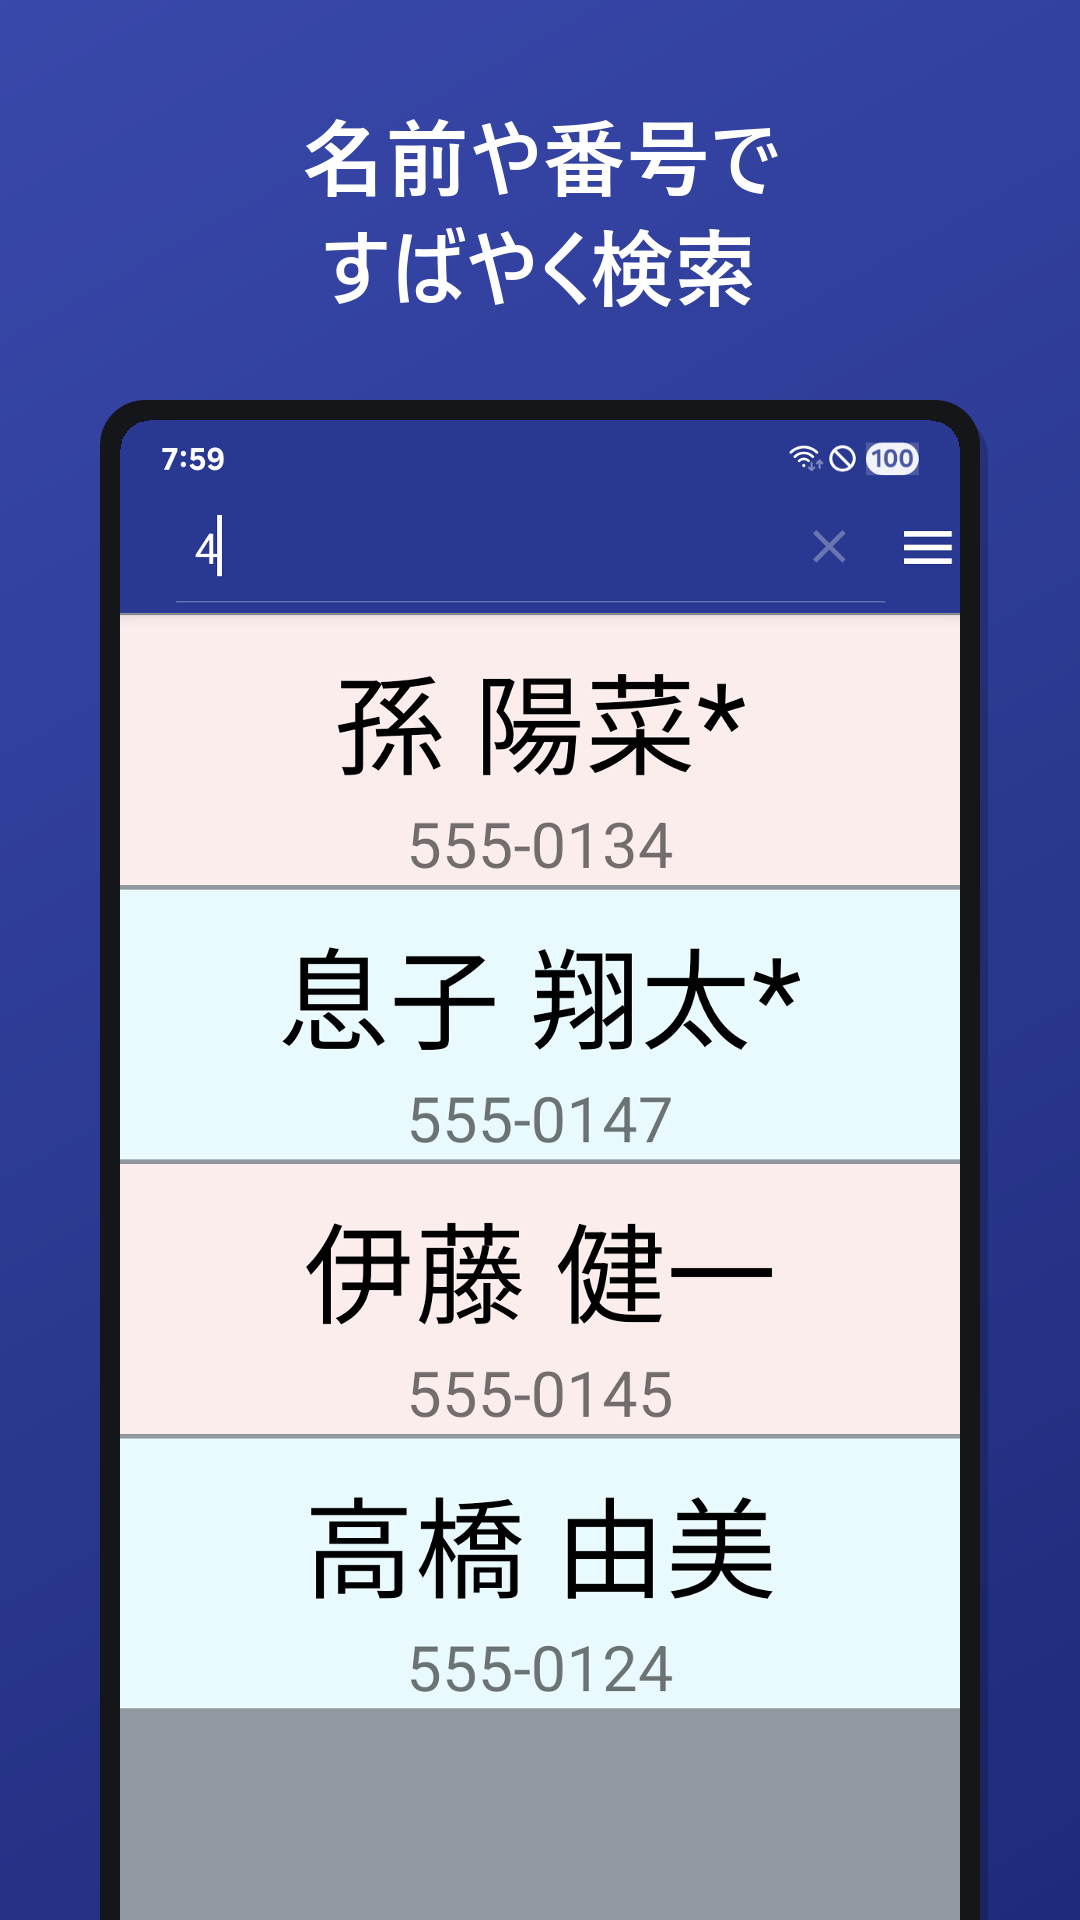 名前や番号で
すばやく検索
7:59
100
4
孫 陽菜*
555-0134
息子 翔太*
555-0147
伊藤 健一
555-0145
高橋 由美
555-0124